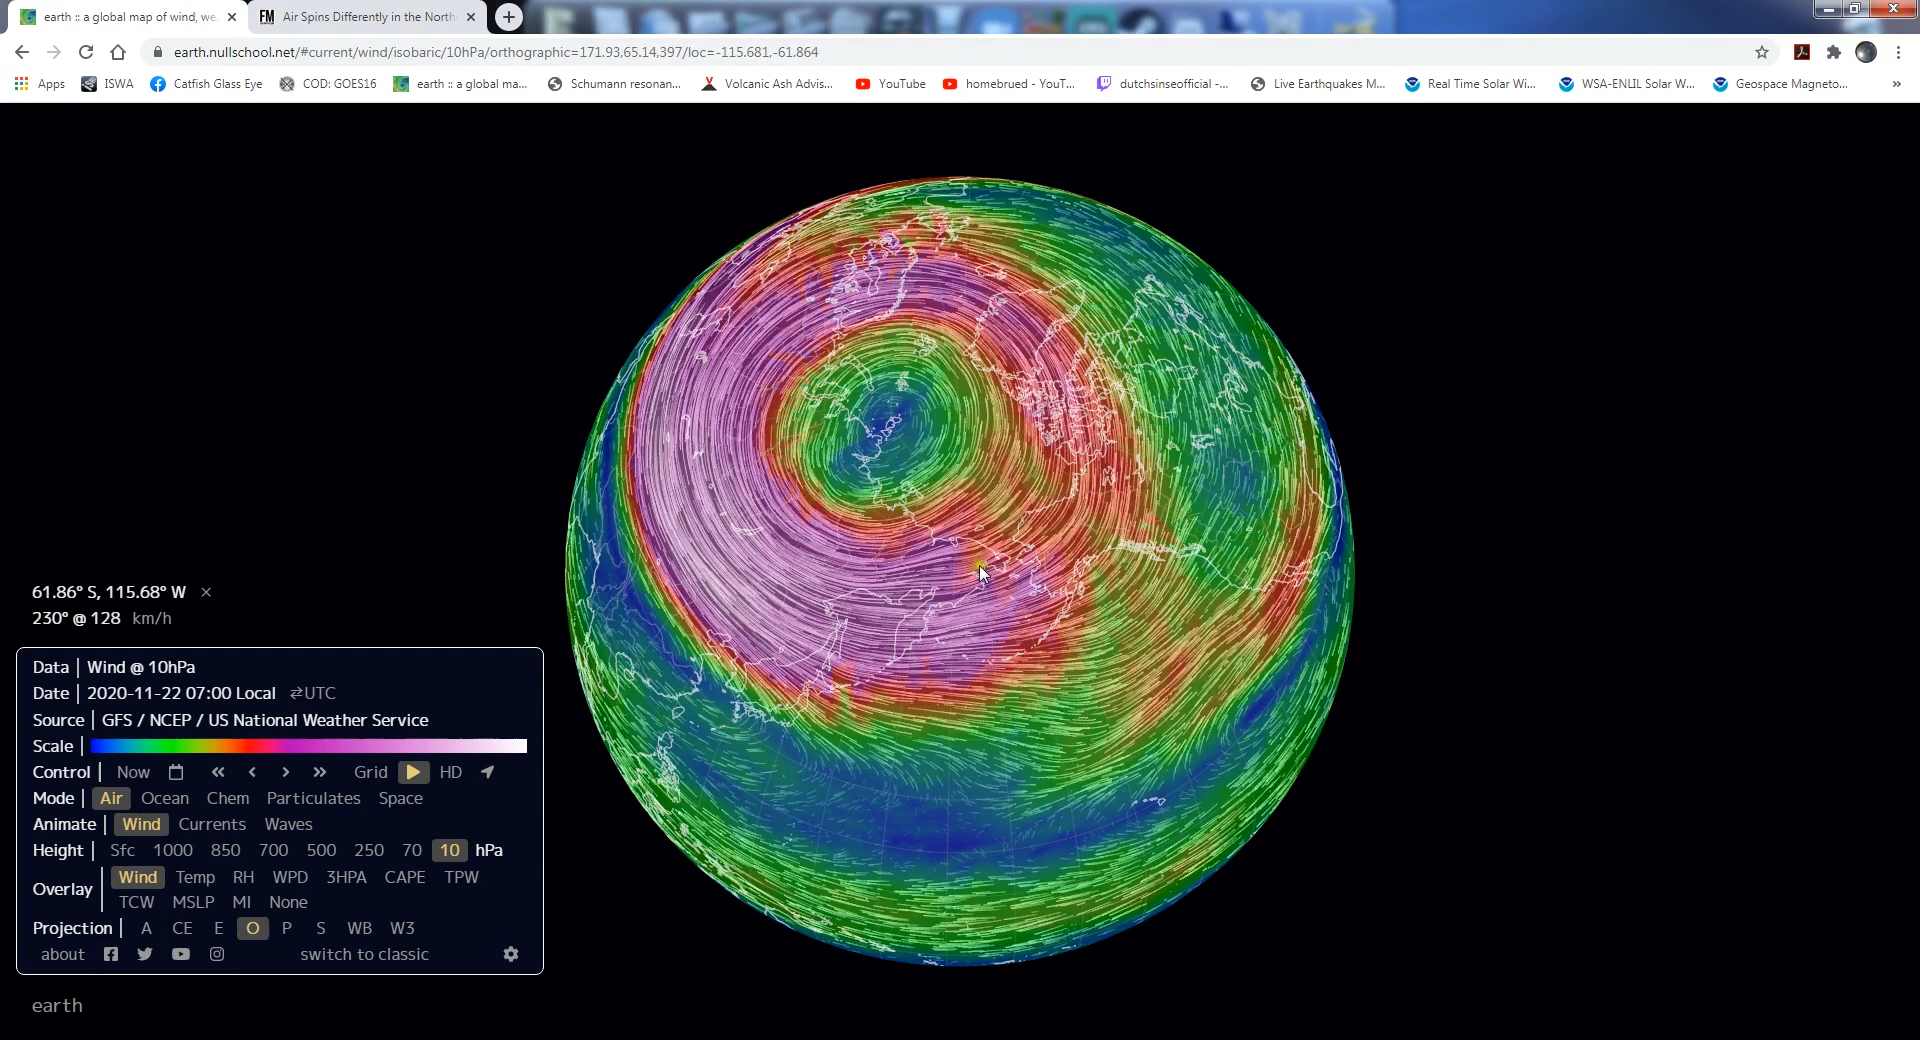 earth :: a global map of wind, we
Air Spins Differently in the North
earth.nullschool.net/#current/wind/isobaric/10hPa/orthographic=171.93,65.14,397/loc=-115.681,-61.864
Apps ISWA Catfish Glass Eye COD: GOES16 earth :: a global ma... Schumann resonan... Volcanic Ash Advis... YouTube homebrued - YouT... dutchsinseofficial -... Live Earthquakes M... Real Time Solar Wi... WSA-ENLIL Solar W... Geospace Magneto... »
61.86° S, 115.68° W ×
230° @ 128 km/h
Data | Wind @ 10hPa
Date | 2020-11-22 07:00 Local ⇄UTC
Source | GFS / NCEP / US National Weather Service
Scale |
Control | Now « ‹ › » Grid HD
Mode | Air Ocean Chem Particulates Space
Animate | Wind Currents Waves
Height | Sfc 1000 850 700 500 250 70 10 hPa
Overlay | Wind Temp RH WPD 3HPA CAPE TPW
TCW MSLP MI None
Projection | A CE E O P S WB W3
about switch to classic
earth